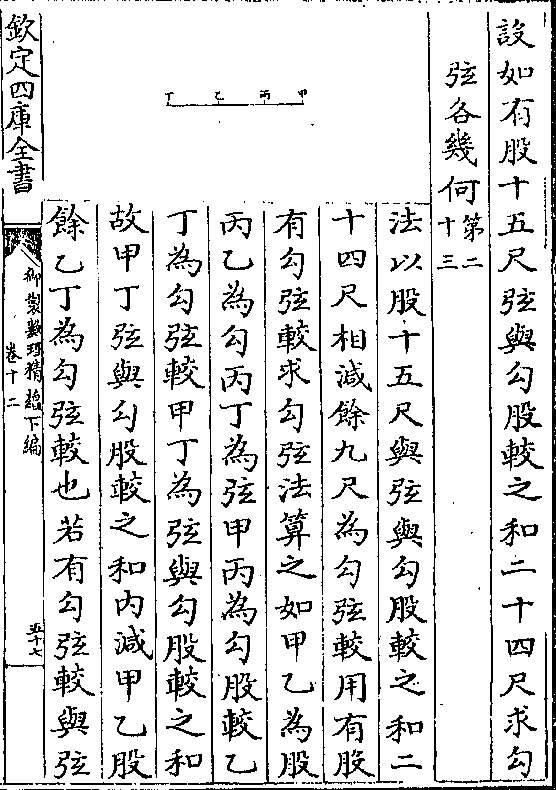 設如有股十五尺弦與勾股較之和二十四尺求勾
弦各幾何第二十三
丁乙丙甲
法以股十五尺與弦與勾股較之和二
十四尺相減餘九尺為勾弦較用有股
有勾弦較求勾弦法算之如甲乙為股
丙乙為勾丙丁為弦甲丙為勾股較乙
丁為勾弦較甲丁為弦與勾股較之和
故甲丁弦與勾股較之和内減甲乙股
餘乙丁為勾弦較也若有勾弦較與弦
欽定四庫全書
御製數理精蘊下編
卷十二
五十七